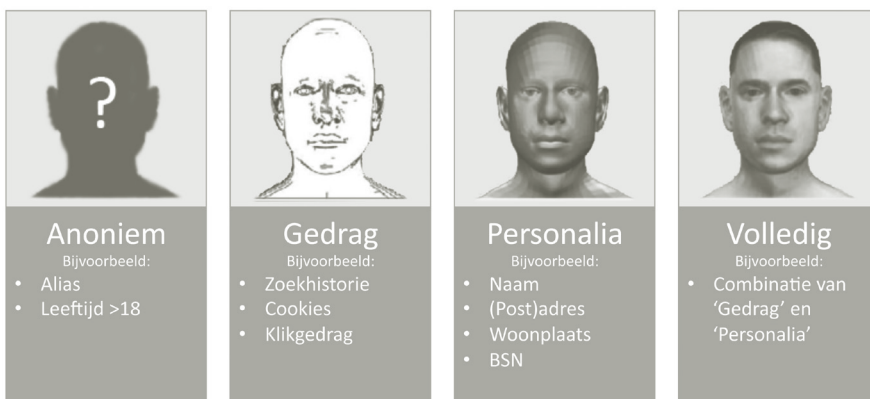 ?
Anoniem
Bijvoorbeeld:
• Alias
• Leeftijd >18
Gedrag
Bijvoorbeeld:
• Zoekhistorie
• Cookies
• Klikgedrag
Personalia
Bijvoorbeeld:
• Naam
• (Post)adres
• Woonplaats
• BSN
Volledig
Bijvoorbeeld:
• Combinatie van
‘Gedrag’ en
‘Personalia’